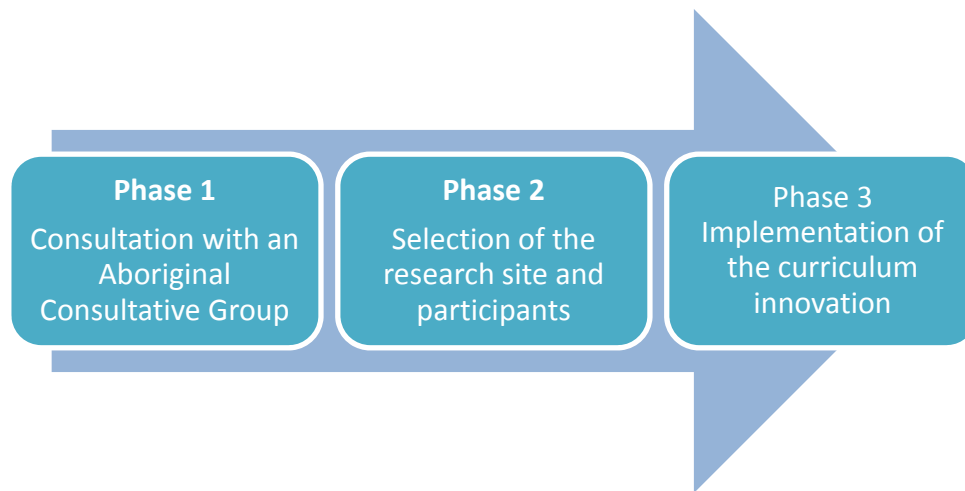 Phase 1
Consultation with an
Aboriginal
Consultative Group
Phase 2
Selection of the
research site and
participants
Phase 3
Implementation of
the curriculum
innovation